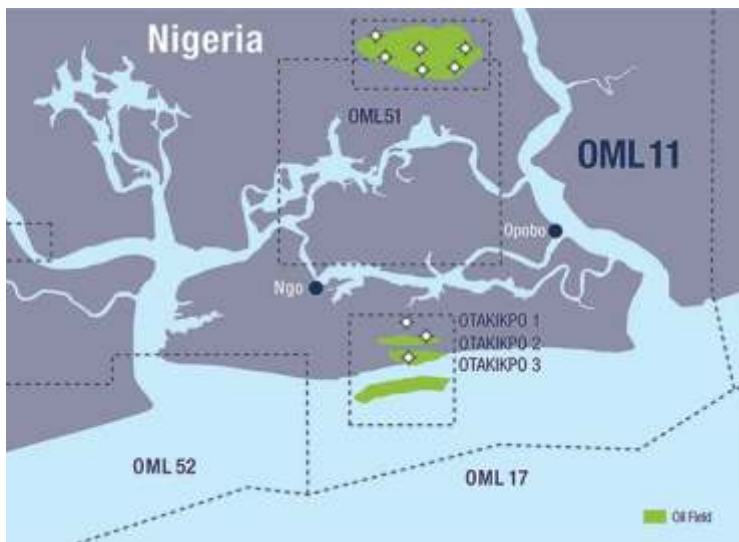 Nigeria
OML51
OML 11
Opobo
Ngo
OTAKIKPO 1
OTAKIKPO 2
OTAKIKPO 3
OML 52
OML 17
Oil Field